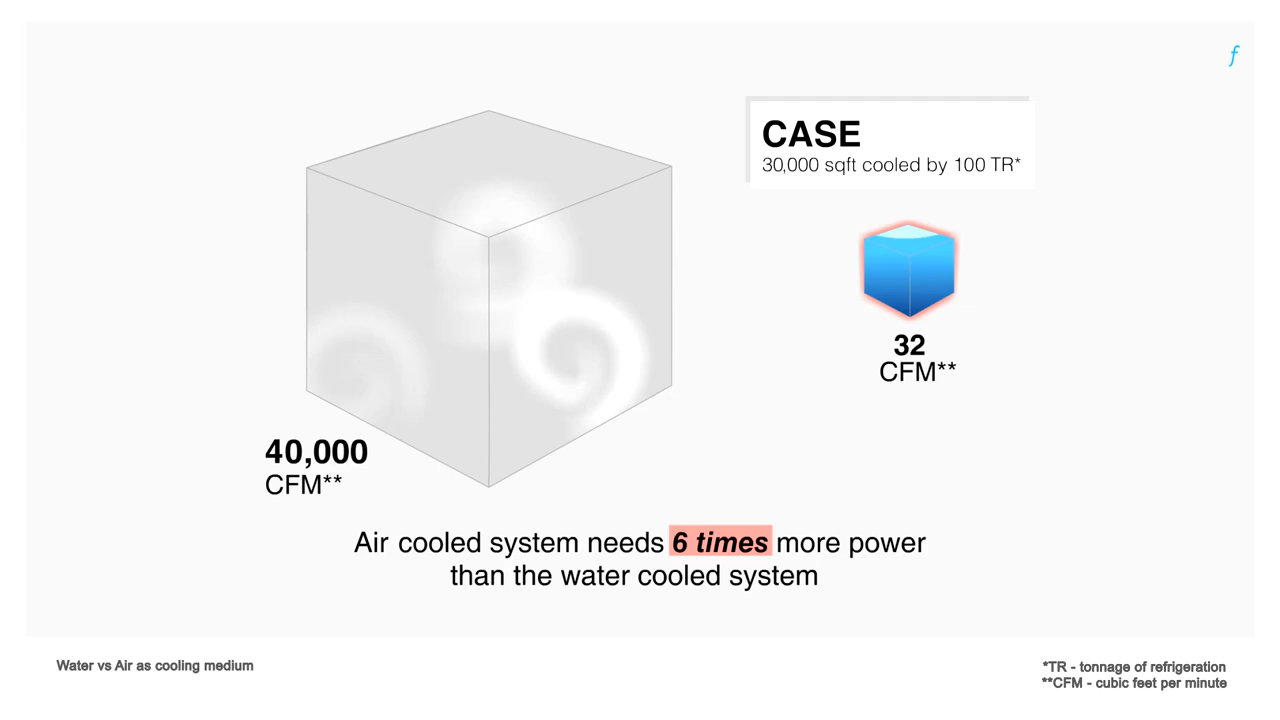 f
CASE
30,000 sqft cooled by 100 TR*
32
CFM**
40,000
CFM**
Air cooled system needs 6 times more power
than the water cooled system
Water vs Air as cooling medium
*TR - tonnage of refrigeration
**CFM - cubic feet per minute